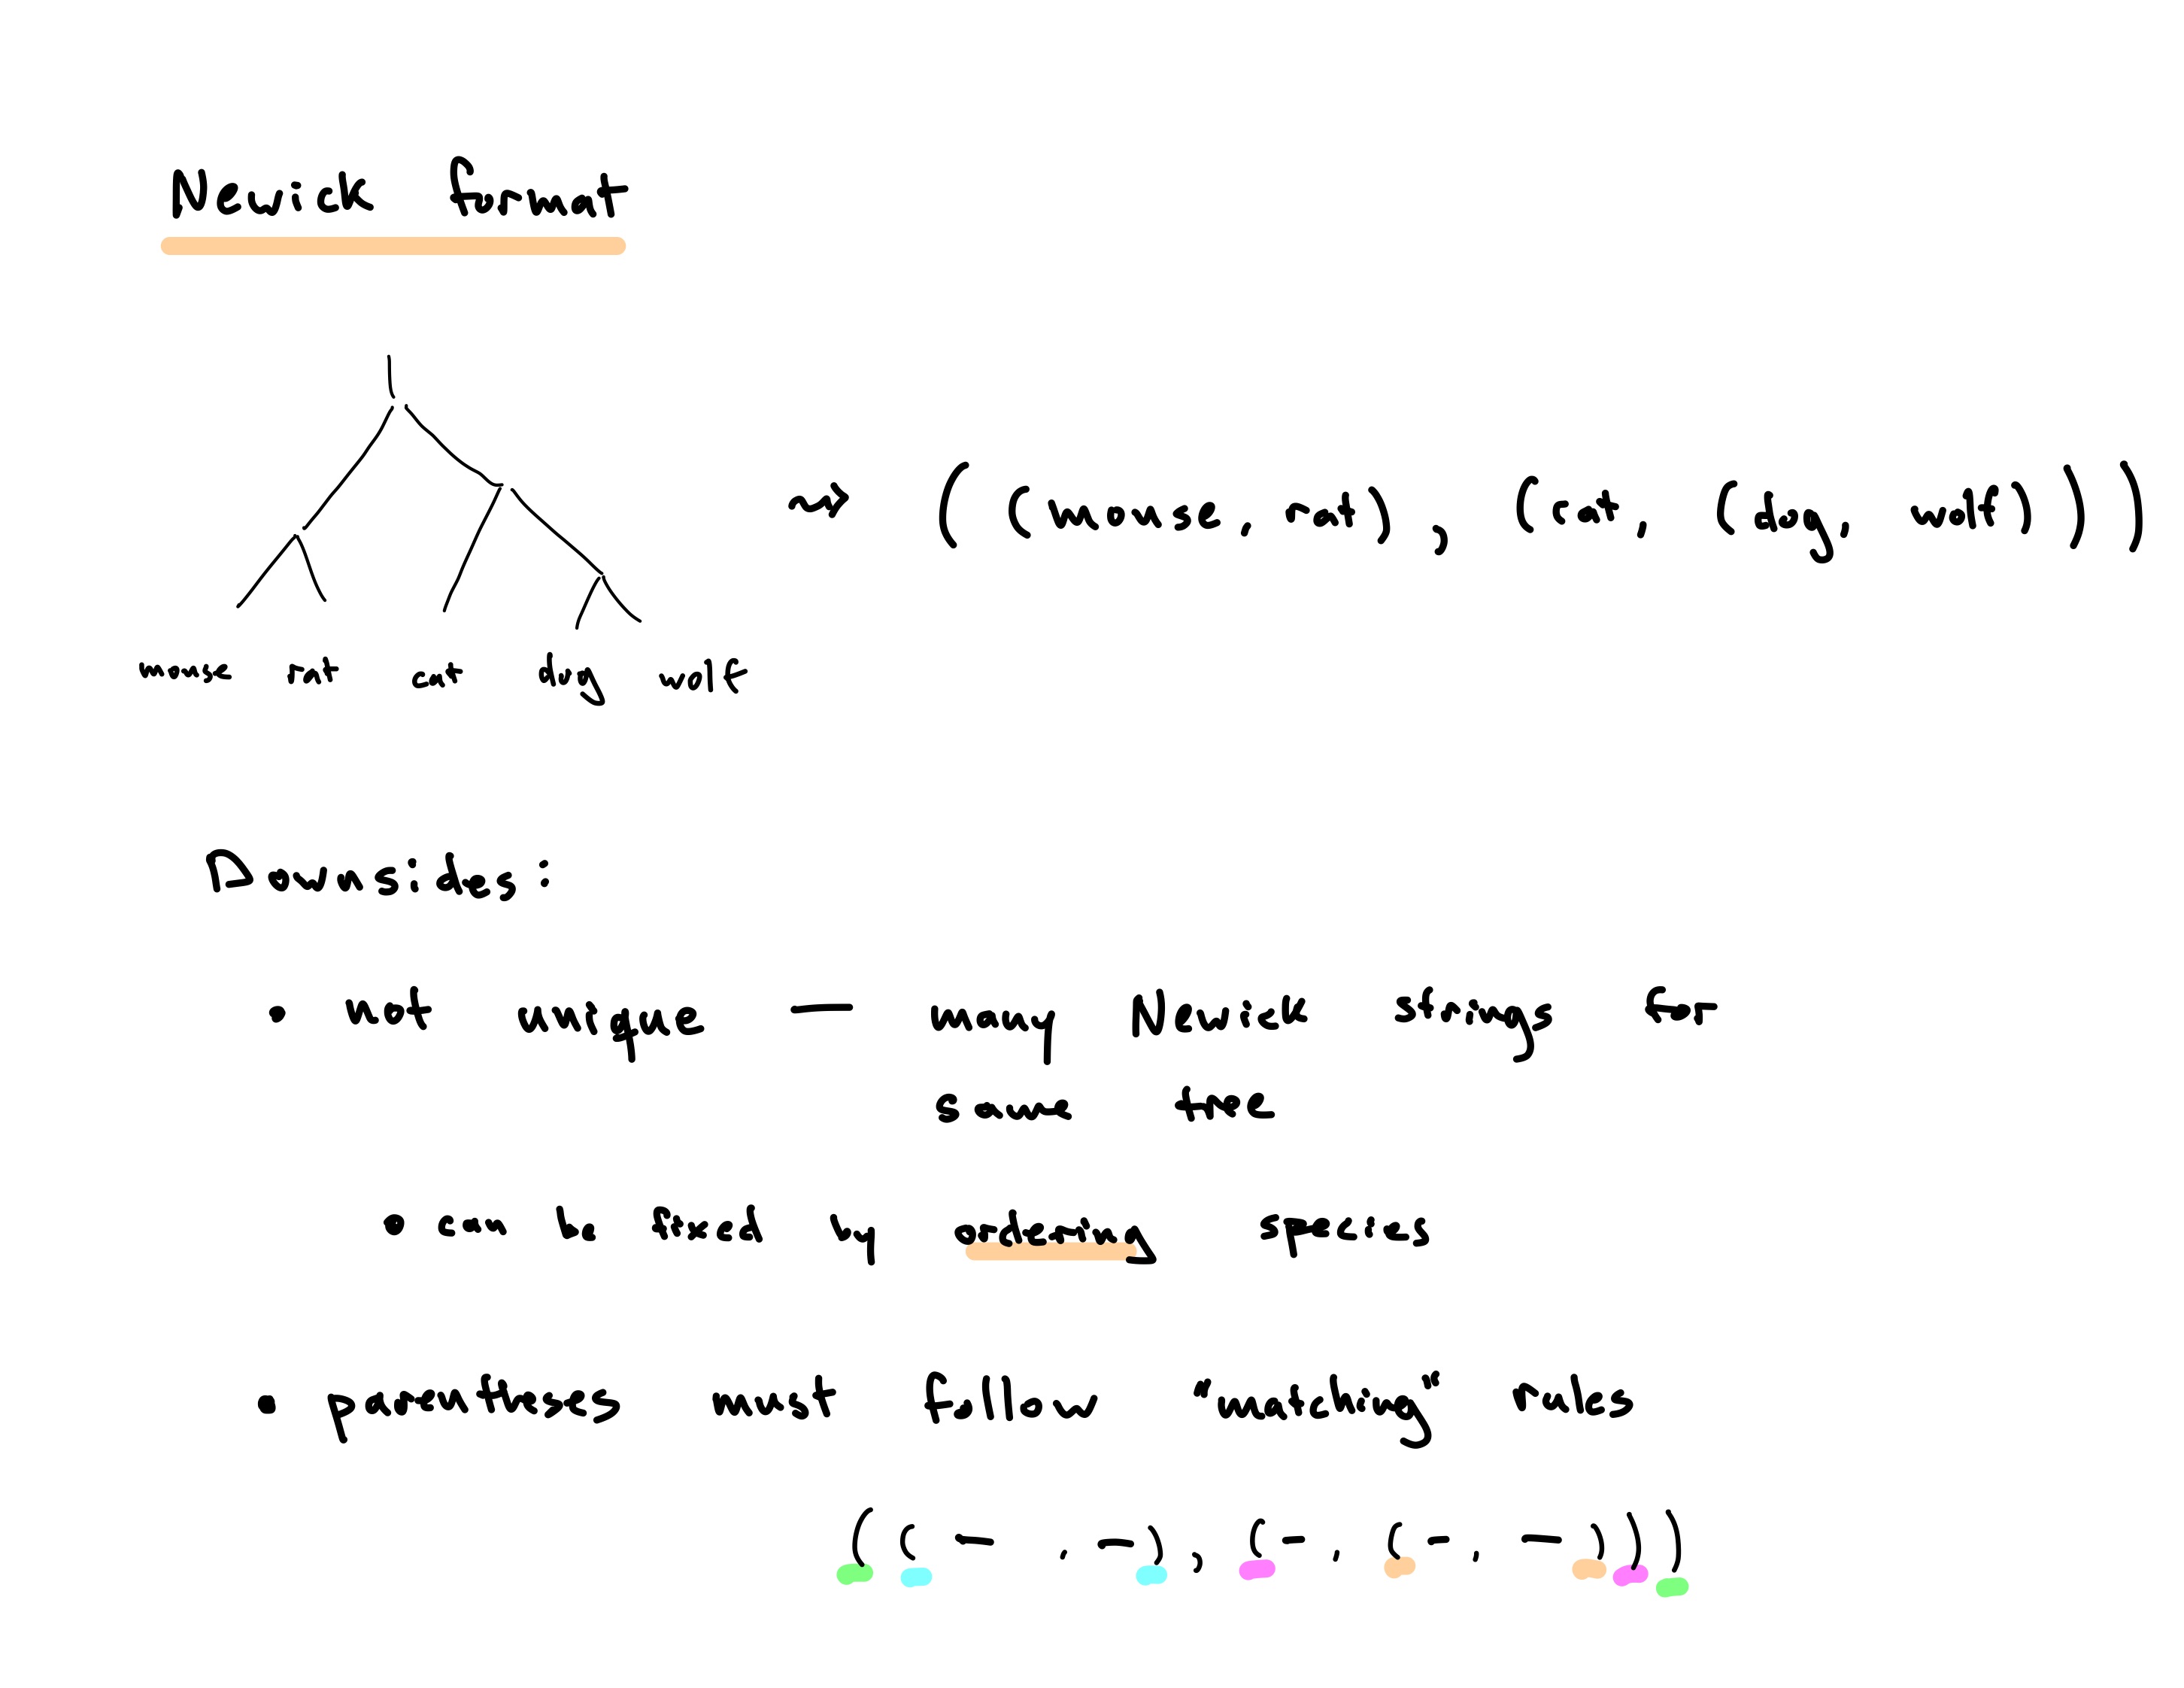 Newick format
⇝ ((mouse, rat), (cat, (dog, wolf)))
mouse rat cat dog wolf
Downsides:
• not unique — many Newick strings for
same tree
• can be fixed by ordering species
• parentheses must follow "matching" rules
((—, —), (—, (—, —)))